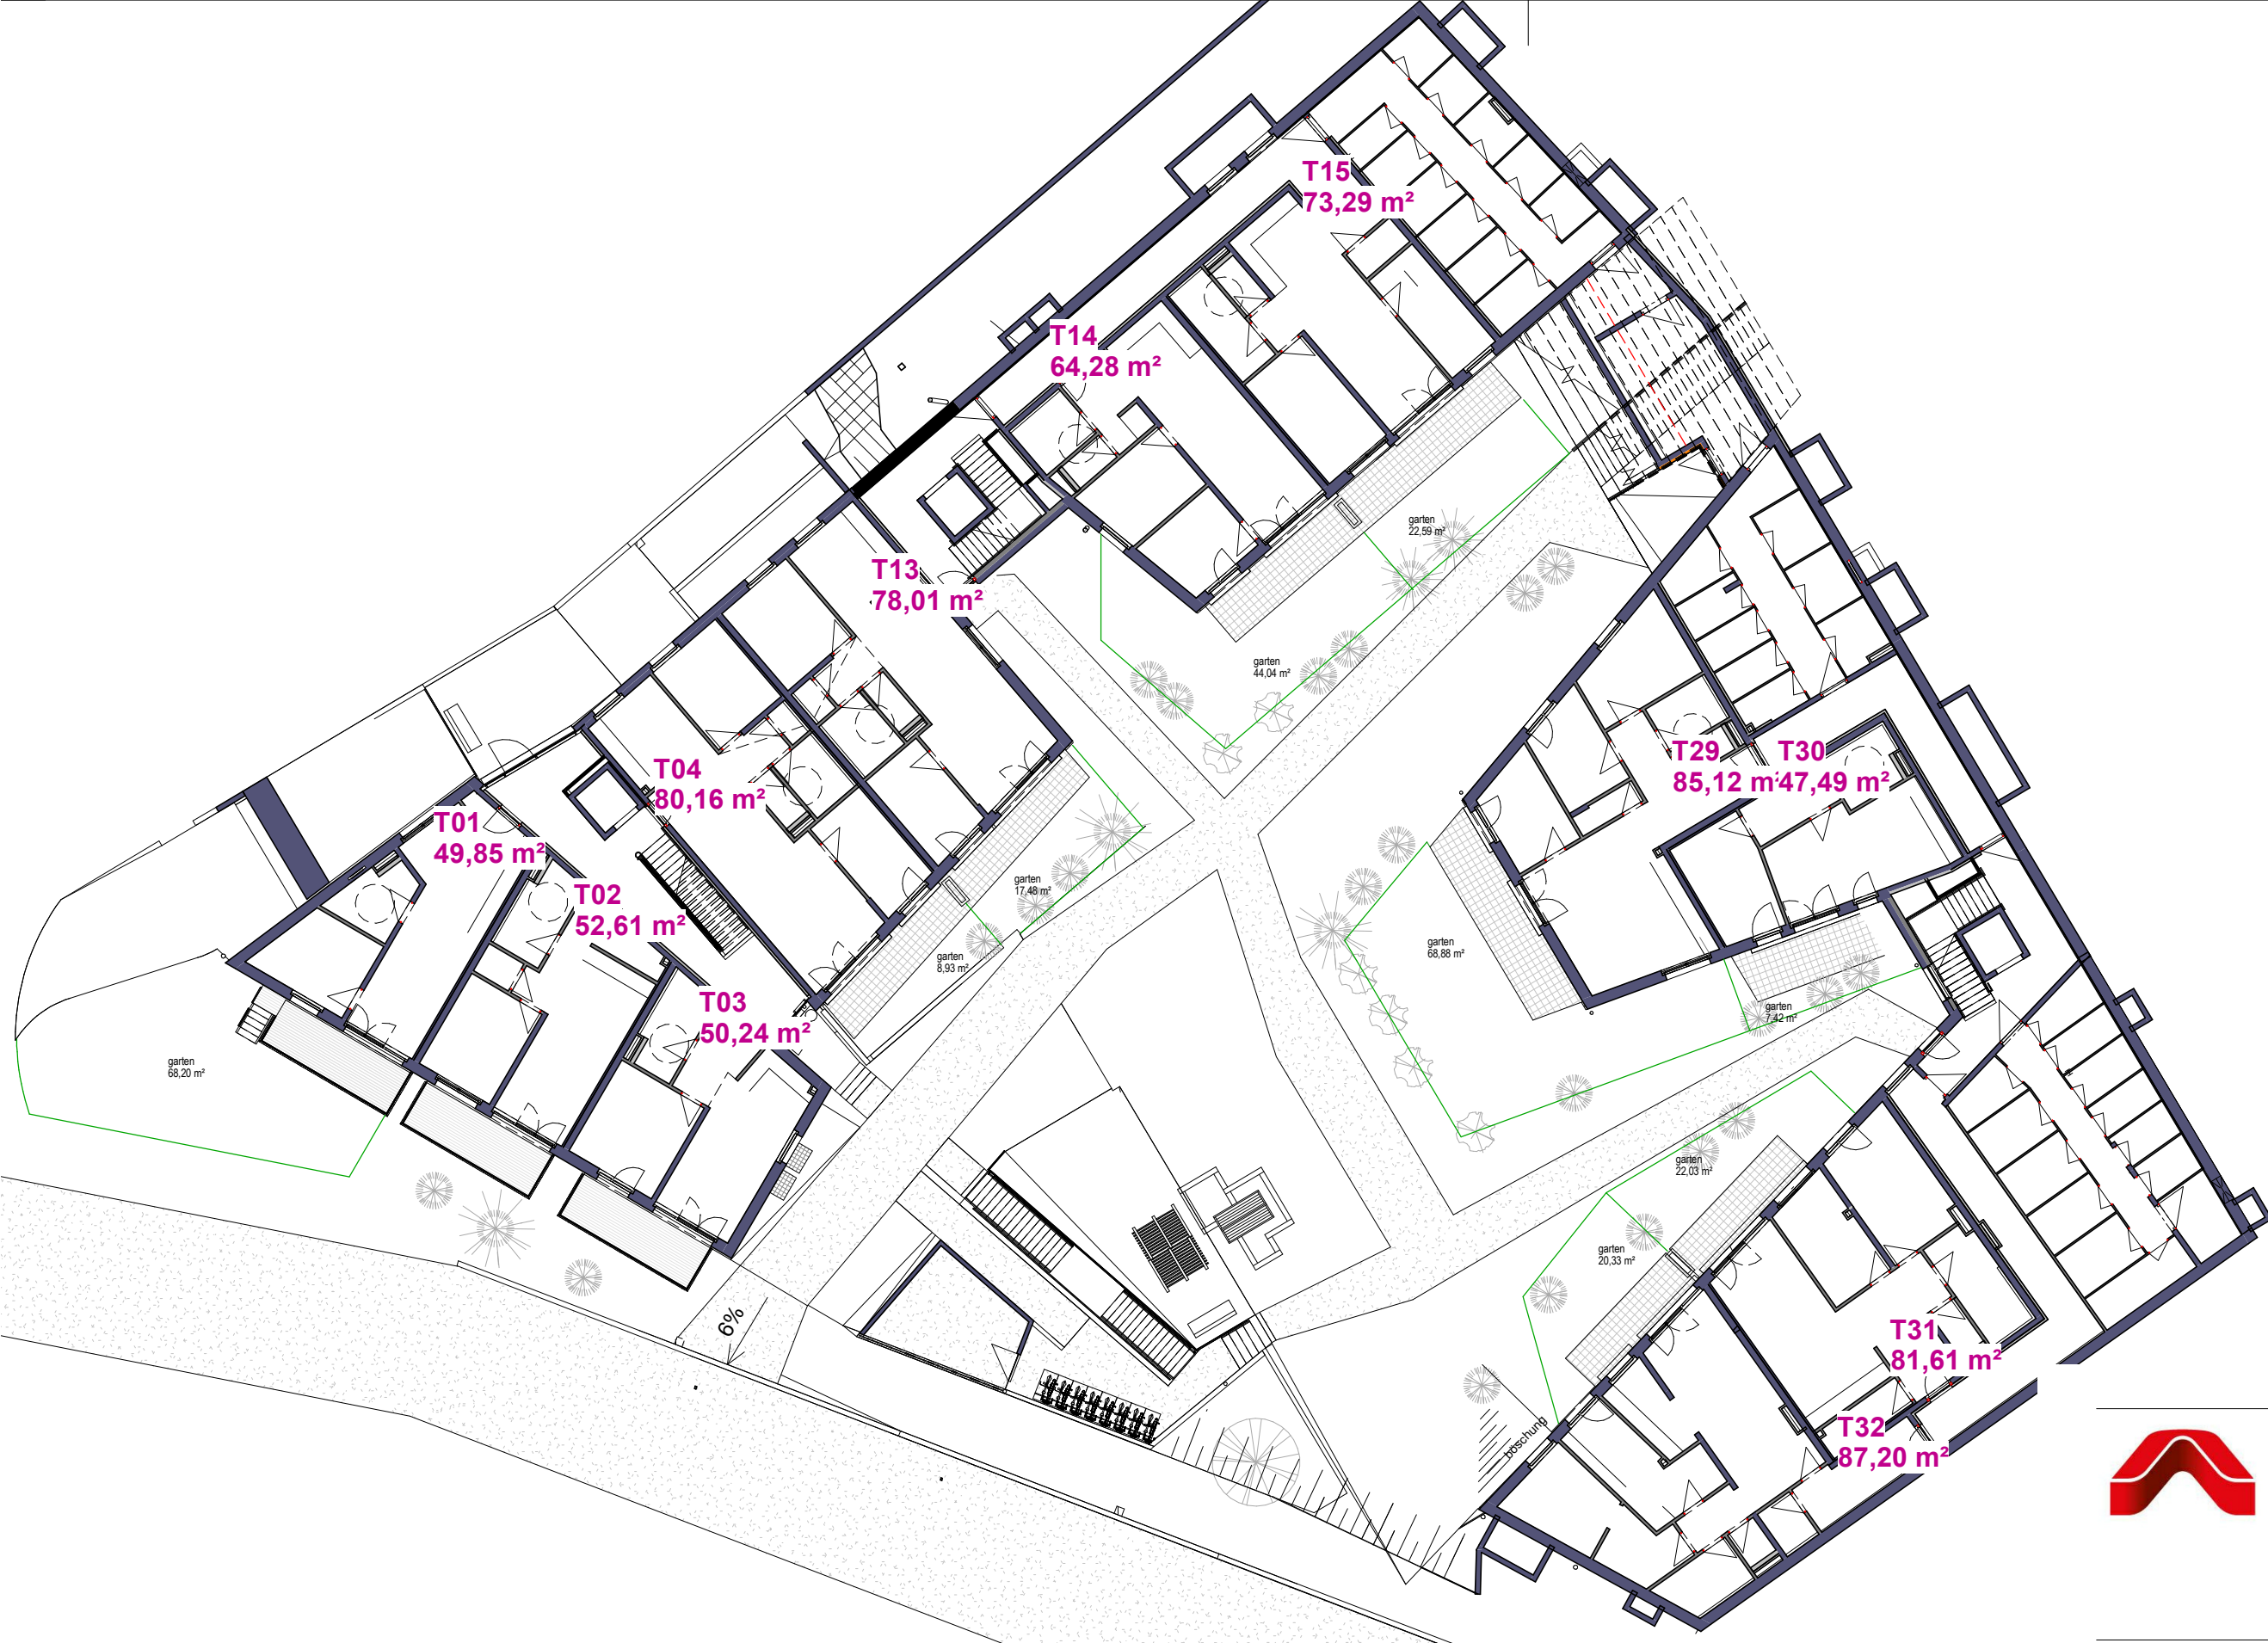 T15
73,29 m²
T14
64,28 m²
garten
22,59 m²
T13
78,01 m²
garten
44,04 m²
T29
85,12 m²
T30
47,49 m²
T04
80,16 m²
T01
49,85 m²
garten
17,48 m²
T02
52,61 m²
garten
8,93 m²
garten
68,88 m²
T03
50,24 m²
garten
7,42 m²
garten
68,20 m²
garten
22,03 m²
garten
20,33 m²
6%
T31
81,61 m²
böschung
T32
87,20 m²